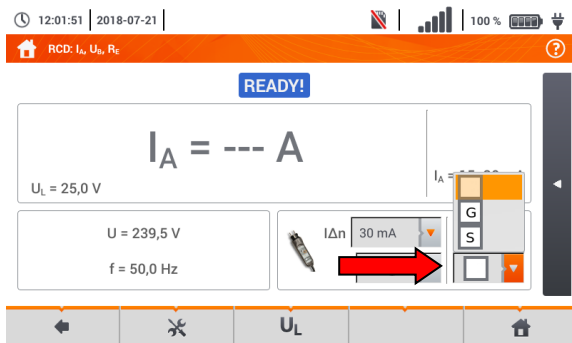 12:01:51 2018-07-21 100 %
RCD: IA, UB, RE ?
READY!
IA = --- A
UL = 25,0 V
IA =
G
S
U = 239,5 V
f = 50,0 Hz
IΔn 30 mA
UL